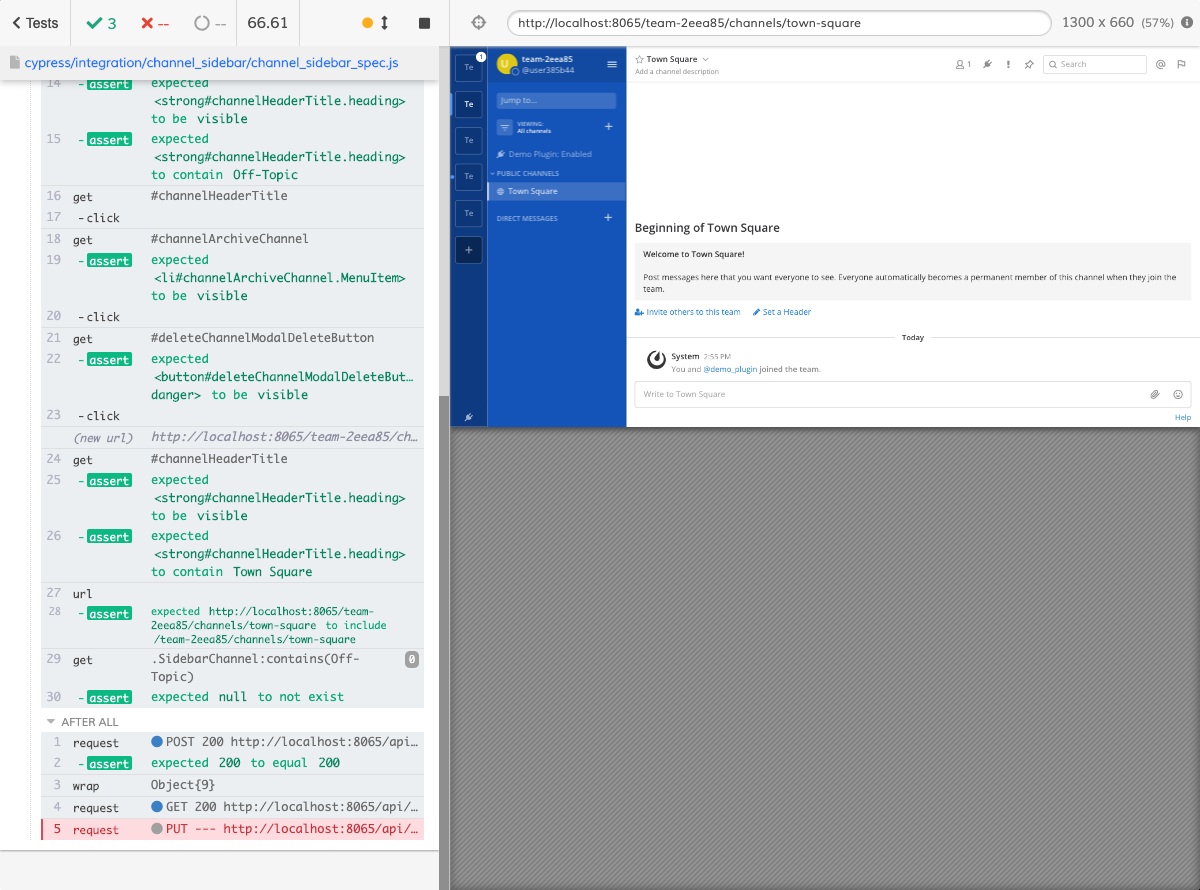 Tests
3
--
--
66.61
http://localhost:8065/team-2eea85/channels/town-square
1300 x 660 (57%)
cypress/integration/channel_sidebar/channel_sidebar_spec.js
14 -assert expected
<strong#channelHeaderTitle.heading>
to be visible
15 -assert expected
<strong#channelHeaderTitle.heading>
to contain Off-Topic
16 get #channelHeaderTitle
17 -click
18 get #channelArchiveChannel
19 -assert expected
<li#channelArchiveChannel.MenuItem>
to be visible
20 -click
21 get #deleteChannelModalDeleteButton
22 -assert expected
<button#deleteChannelModalDeleteBut…
danger> to be visible
23 -click
(new url) http://localhost:8065/team-2eea85/ch…
24 get #channelHeaderTitle
25 -assert expected
<strong#channelHeaderTitle.heading>
to be visible
26 -assert expected
<strong#channelHeaderTitle.heading>
to contain Town Square
27 url
28 -assert expected http://localhost:8065/team-
2eea85/channels/town-square to include
/team-2eea85/channels/town-square
29 get .SidebarChannel:contains(Off-
Topic) 0
30 -assert expected null to not exist
AFTER ALL
1 request POST 200 http://localhost:8065/api…
2 -assert expected 200 to equal 200
3 wrap Object{9}
4 request GET 200 http://localhost:8065/api/…
5 request PUT --- http://localhost:8065/api/…
Te 1
Te
Te
Te
Te
+
U
team-2eea85
@user385b44
Jump to...
VIEWING:
All channels
+
Demo Plugin: Enabled
PUBLIC CHANNELS
Town Square
DIRECT MESSAGES +
Town Square
Add a channel description
1
Search
Beginning of Town Square
Welcome to Town Square!
Post messages here that you want everyone to see. Everyone automatically becomes a permanent member of this channel when they join the
team.
Invite others to this team
Set a Header
Today
System 2:55 PM
You and @demo_plugin joined the team.
Write to Town Square
Help